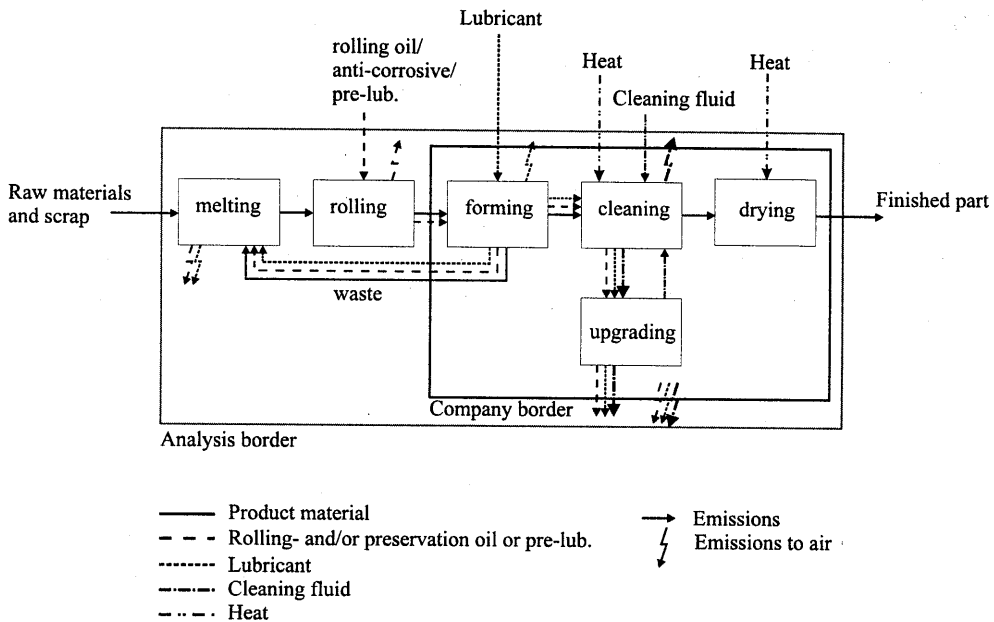 Lubricant
rolling oil/
anti-corrosive/
pre-lub.
Heat
Heat
Cleaning fluid
Raw materials
and scrap
melting
rolling
forming
cleaning
drying
Finished part
waste
upgrading
Company border
Analysis border
Product material
Rolling- and/or preservation oil or pre-lub.
Lubricant
Cleaning fluid
Heat
Emissions
Emissions to air